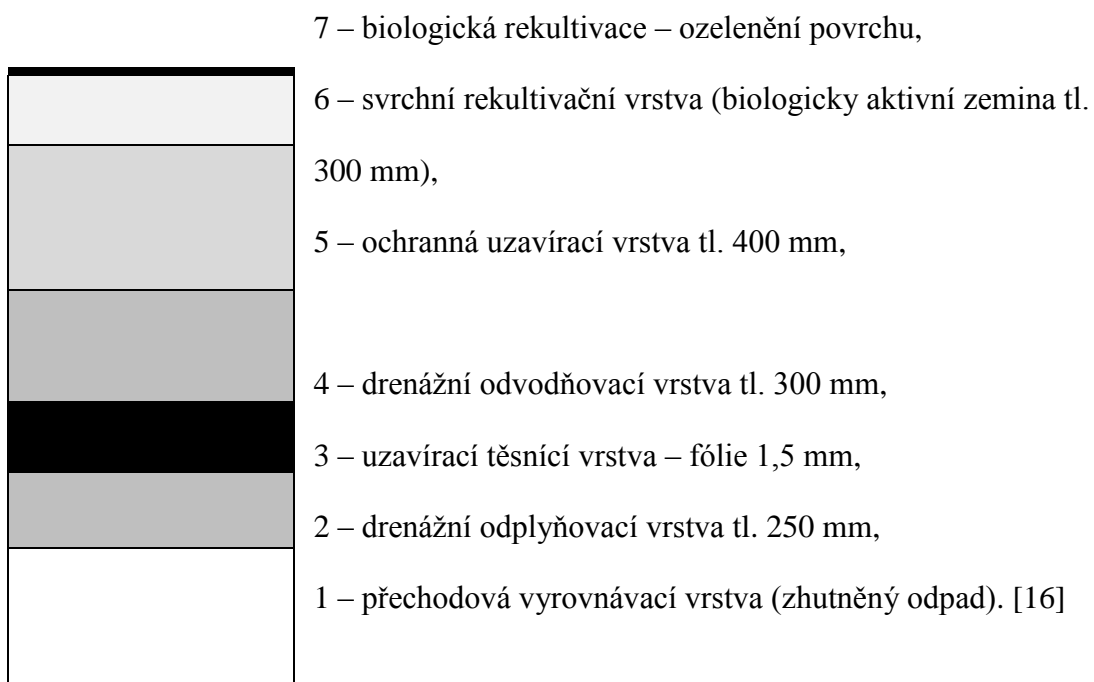 7 – biologická rekultivace – ozelenění povrchu,
6 – svrchní rekultivační vrstva (biologicky aktivní zemina tl.
300 mm),
5 – ochranná uzavírací vrstva tl. 400 mm,
4 – drenážní odvodňovací vrstva tl. 300 mm,
3 – uzavírací těsnící vrstva – fólie 1,5 mm,
2 – drenážní odplyňovací vrstva tl. 250 mm,
1 – přechodová vyrovnávací vrstva (zhutněný odpad). [16]